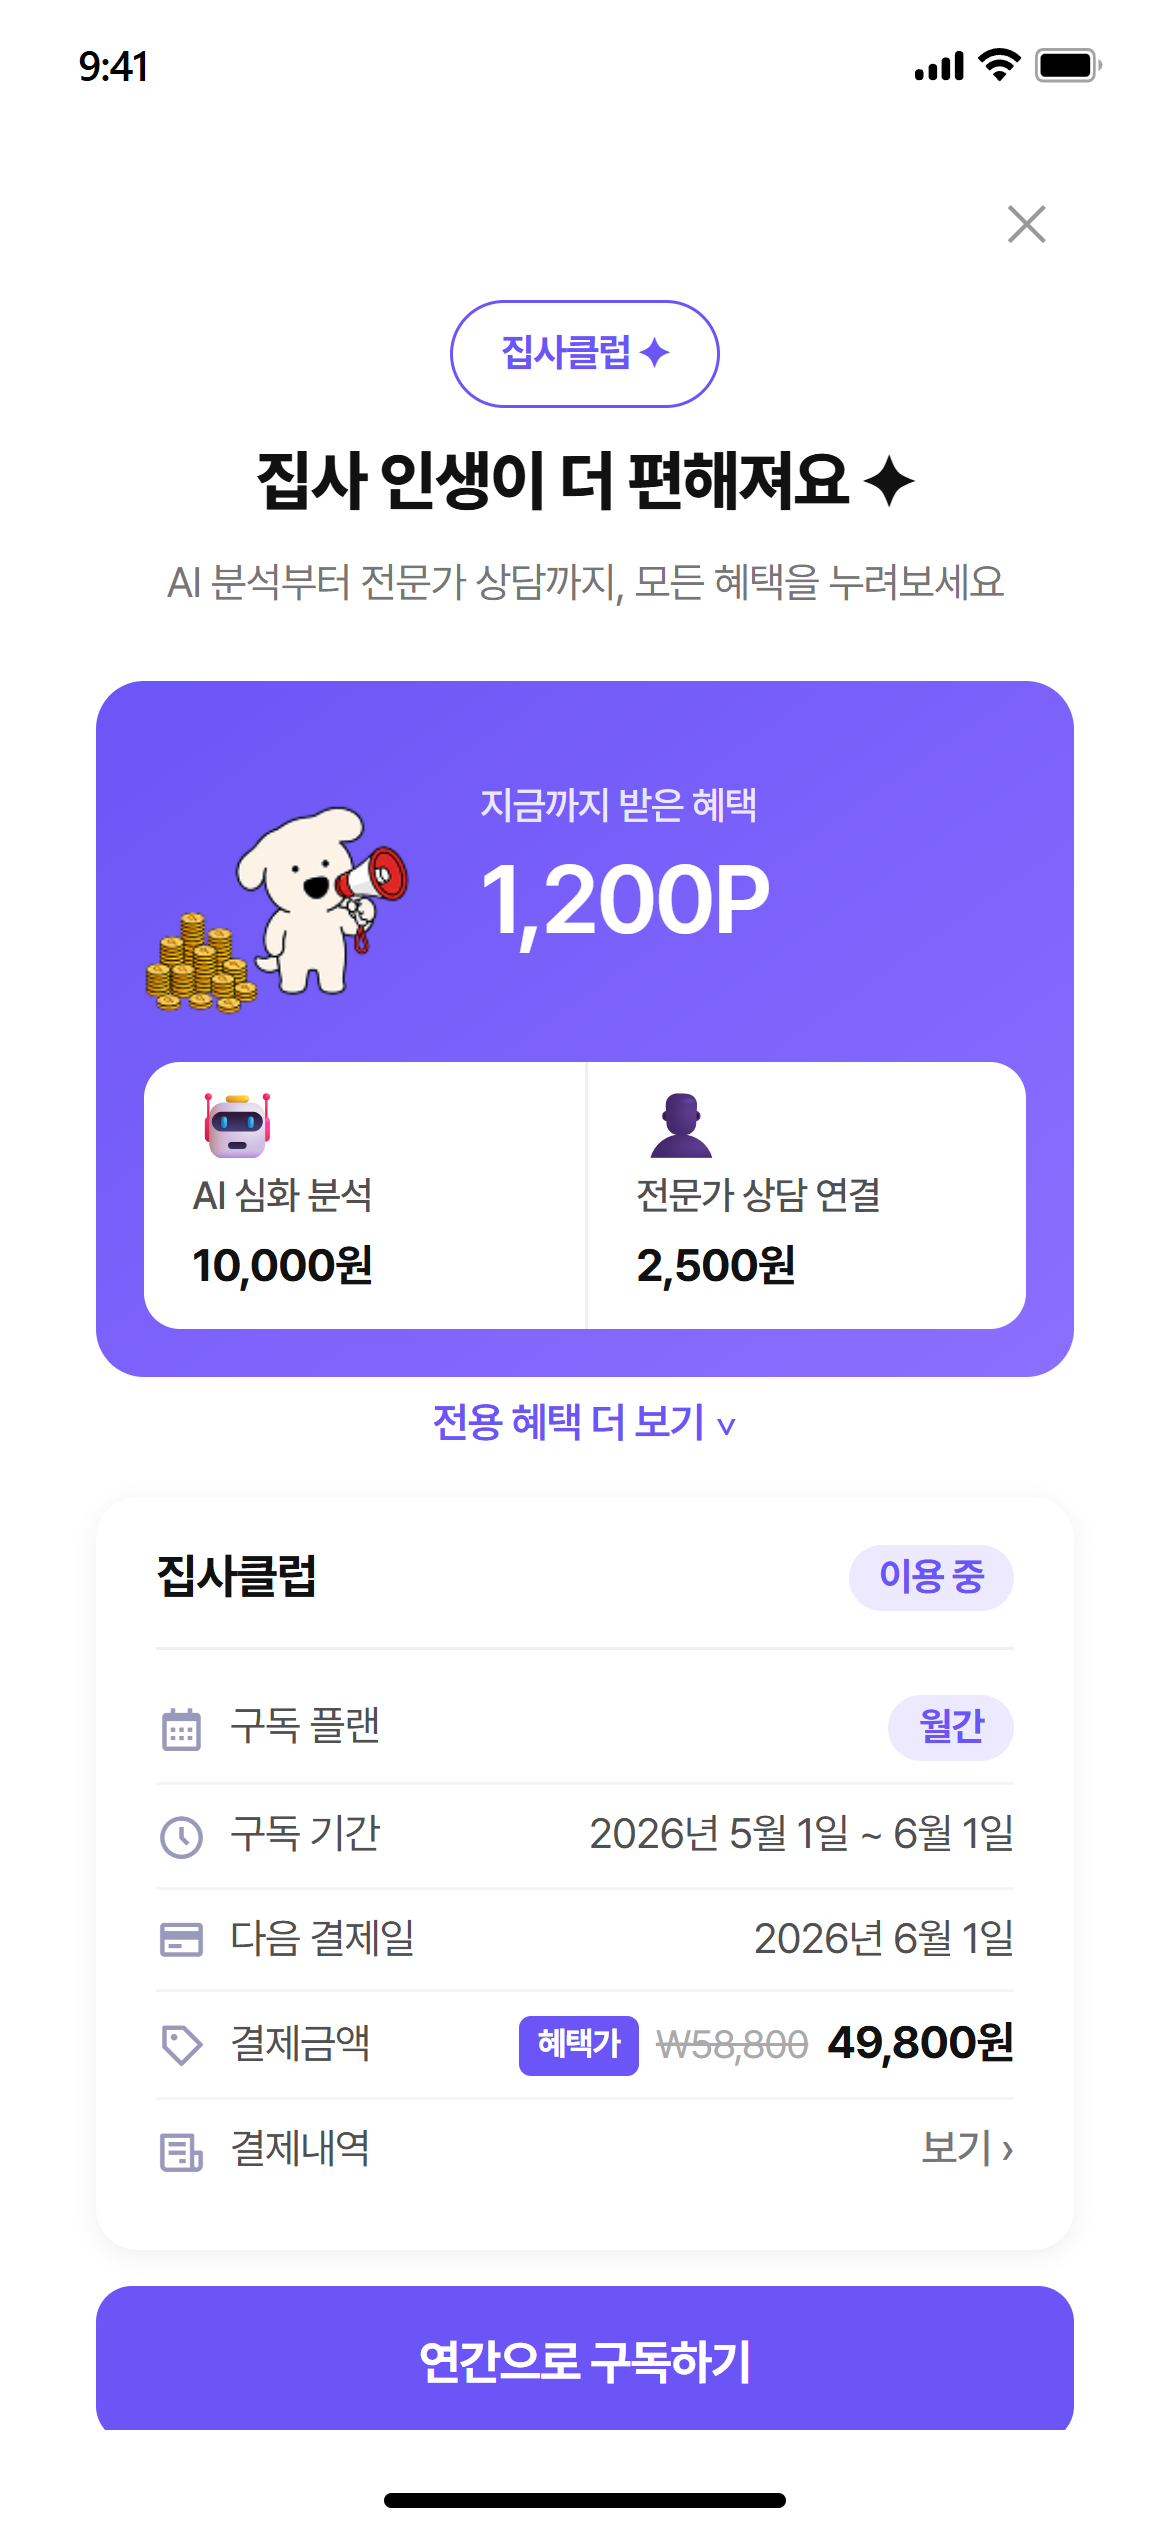 9:41
집사클럽 ✦
집사 인생이 더 편해져요 ✦
AI 분석부터 전문가 상담까지, 모든 혜택을 누려보세요
지금까지 받은 혜택
1,200P
AI 심화 분석
10,000원
전문가 상담 연결
2,500원
전용 혜택 더 보기 ∨
집사클럽
이용 중
구독 플랜
월간
구독 기간
2026년 5월 1일 ~ 6월 1일
다음 결제일
2026년 6월 1일
결제금액
혜택가 ₩58,800 49,800원
결제내역
보기 ›
연간으로 구독하기